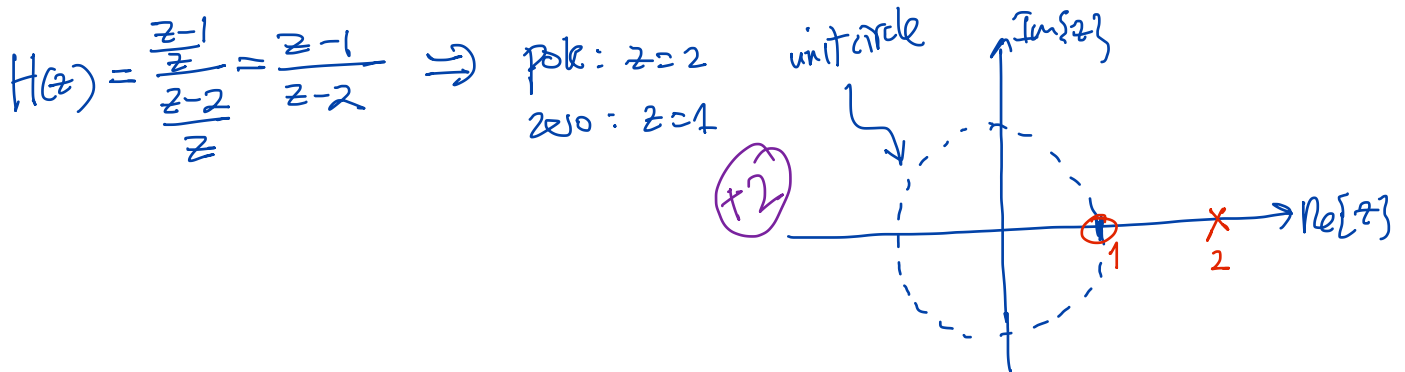 H(z) = ((z-1)/z)/((z-2)/z) = (z-1)/(z-2) ⇒ pole: z=2
zero: z=1
unit circle
Im{z}
+2
Re{z}
1
2